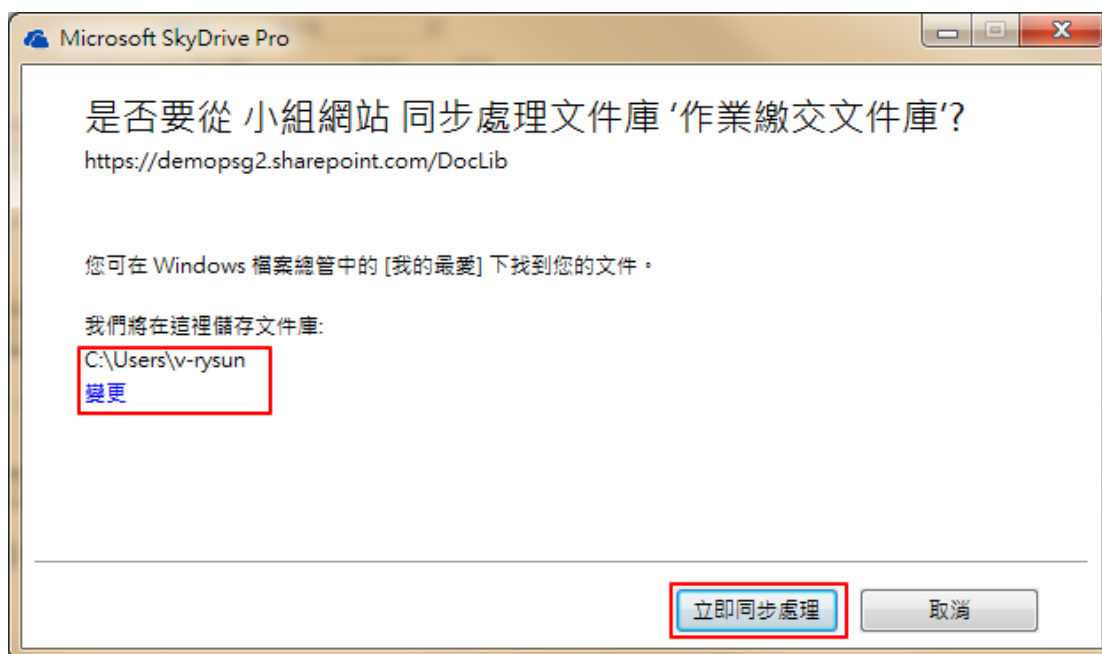 Microsoft SkyDrive Pro
是否要從 小組網站 同步處理文件庫 ‘作業繳交文件庫’?
https://demopsg2.sharepoint.com/DocLib
您可在 Windows 檔案總管中的 [我的最愛] 下找到您的文件。
我們將在這裡儲存文件庫:
C:\Users\v-rysun
變更
立即同步處理
取消